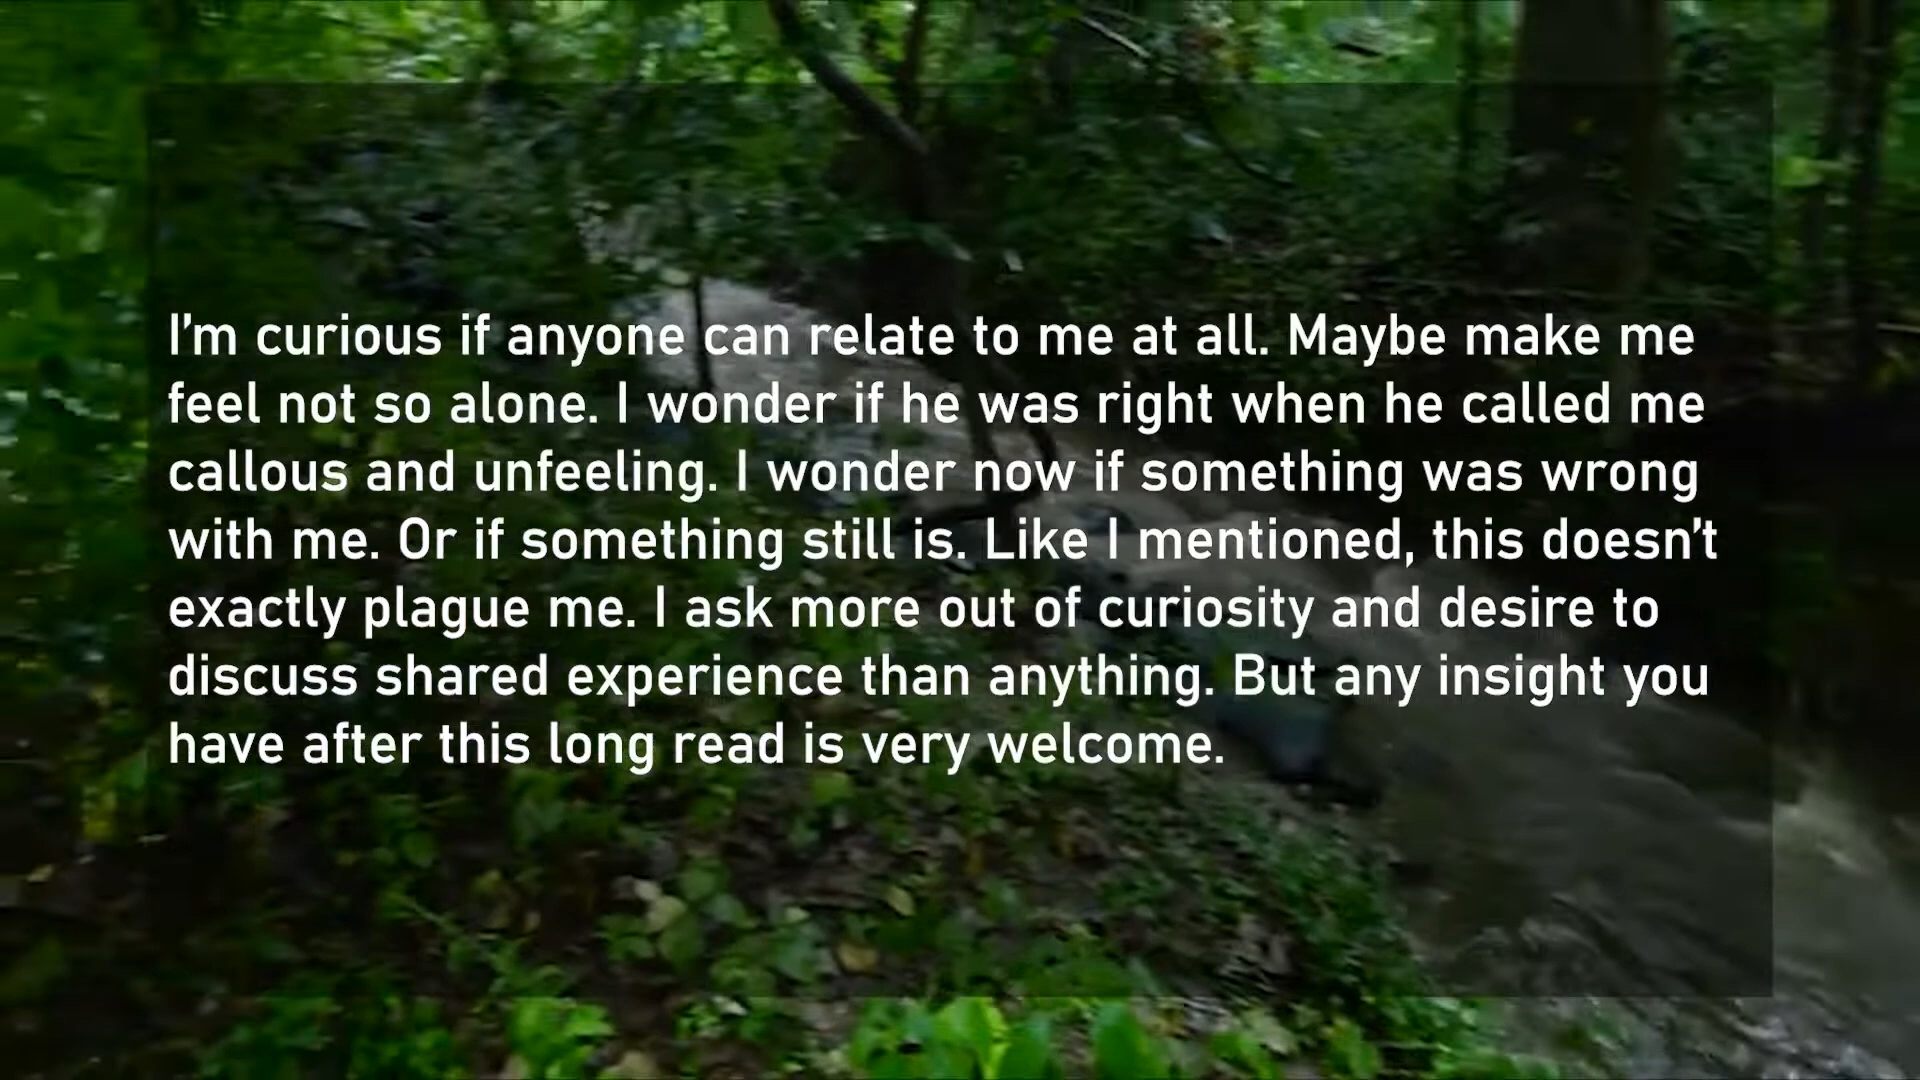 I’m curious if anyone can relate to me at all. Maybe make me
feel not so alone. I wonder if he was right when he called me
callous and unfeeling. I wonder now if something was wrong
with me. Or if something still is. Like I mentioned, this doesn’t
exactly plague me. I ask more out of curiosity and desire to
discuss shared experience than anything. But any insight you
have after this long read is very welcome.